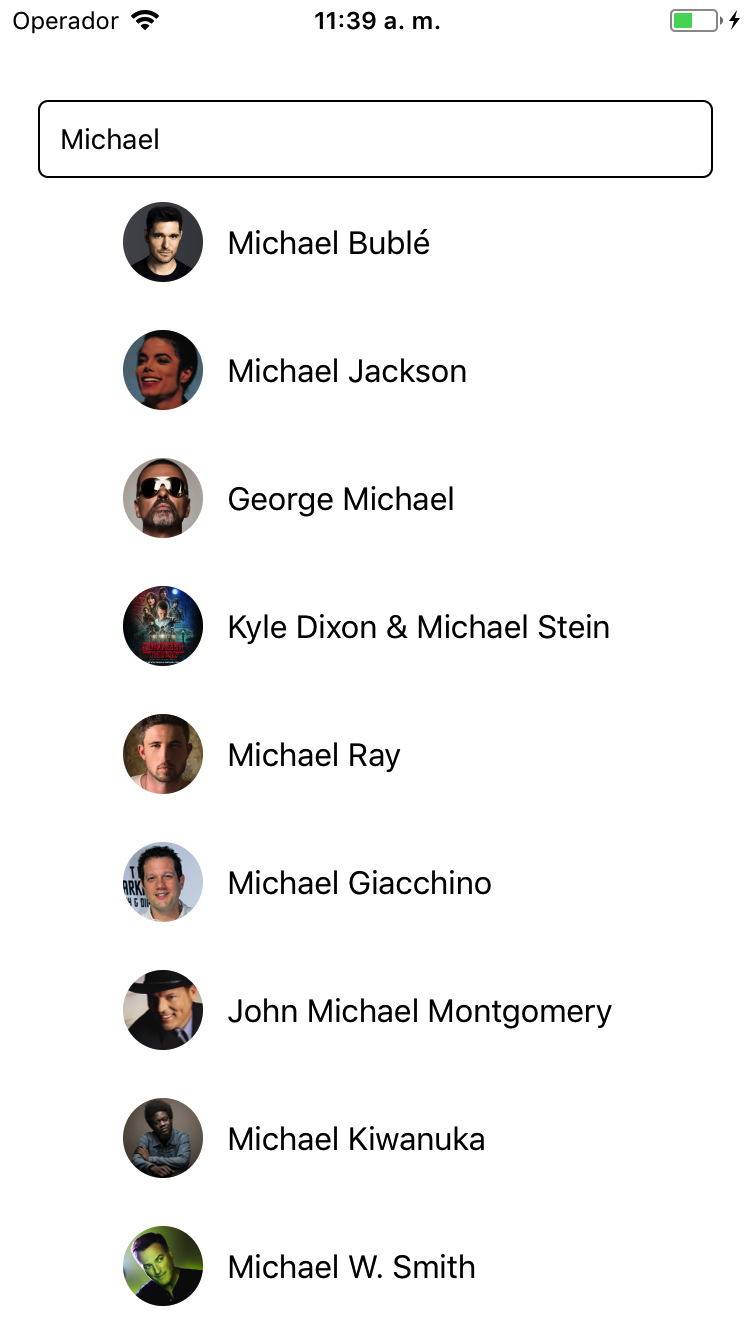 Operador 11:39 a. m.
Michael
Michael Bublé
Michael Jackson
George Michael
Kyle Dixon & Michael Stein
Michael Ray
Michael Giacchino
John Michael Montgomery
Michael Kiwanuka
Michael W. Smith